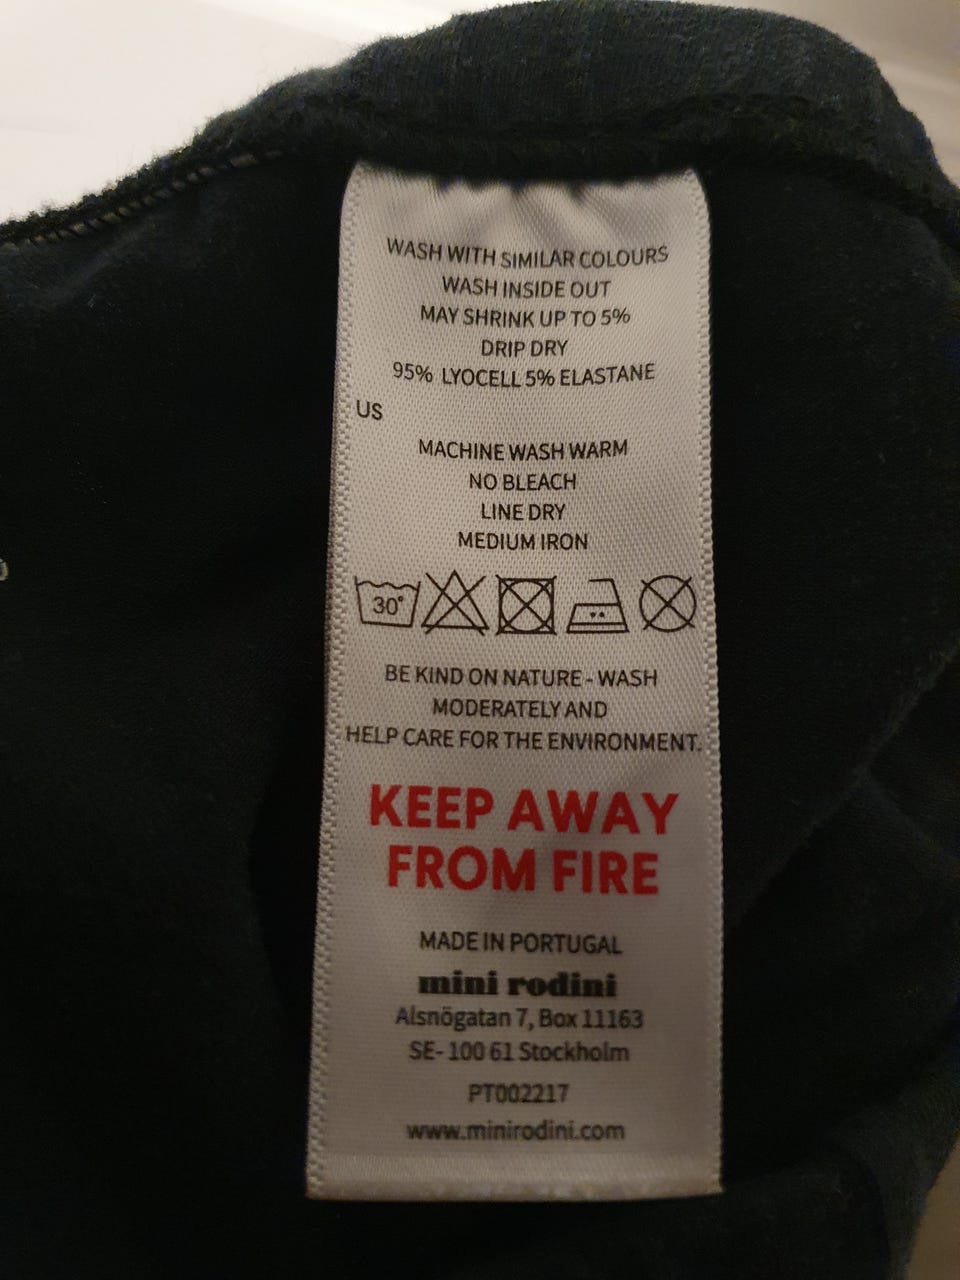 WASH WITH SIMILAR COLOURS
WASH INSIDE OUT
MAY SHRINK UP TO 5%
DRIP DRY
95% LYOCELL 5% ELASTANE
US
MACHINE WASH WARM
NO BLEACH
LINE DRY
MEDIUM IRON
30°
BE KIND ON NATURE - WASH
MODERATELY AND
HELP CARE FOR THE ENVIRONMENT.
KEEP AWAY
FROM FIRE
MADE IN PORTUGAL
mini rodini
Alsnögatan 7, Box 11163
SE- 100 61 Stockholm
PT002217
www.minirodini.com